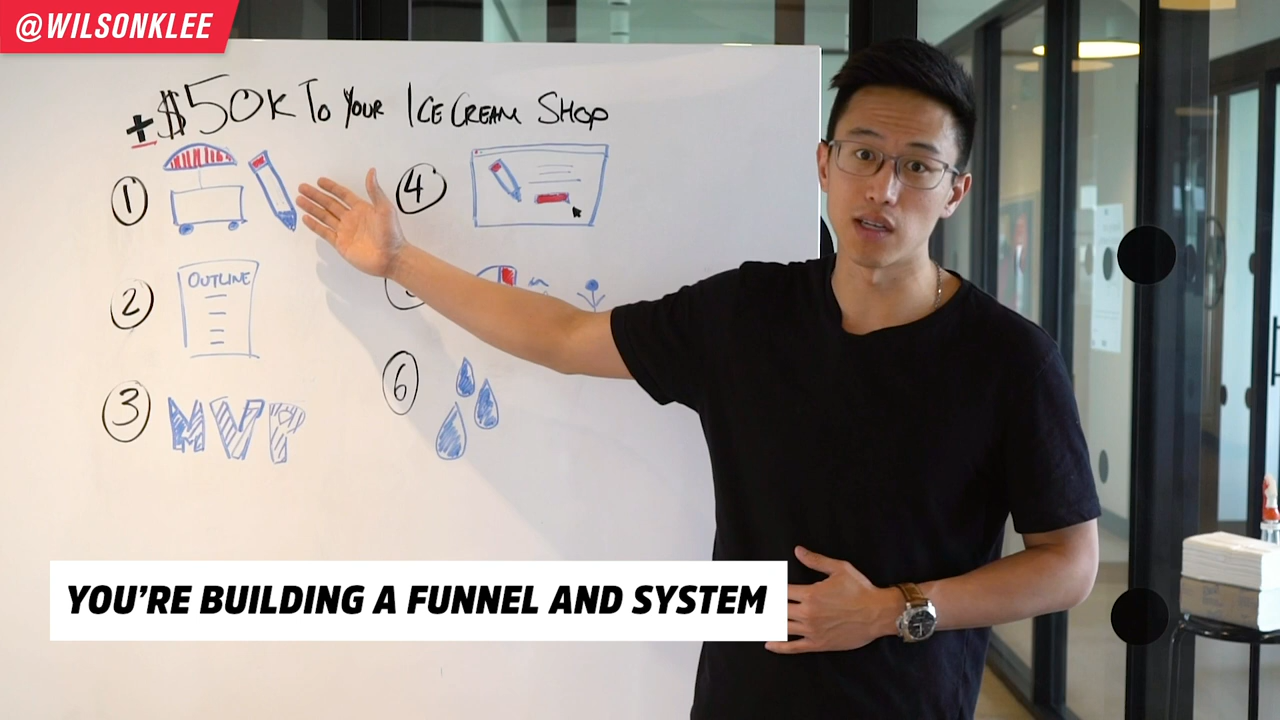 @WILSONKLEE
+$50K TO YOUR ICE CREAM SHOP
1
4
2
OUTLINE
3
MVP
6
YOU'RE BUILDING A FUNNEL AND SYSTEM